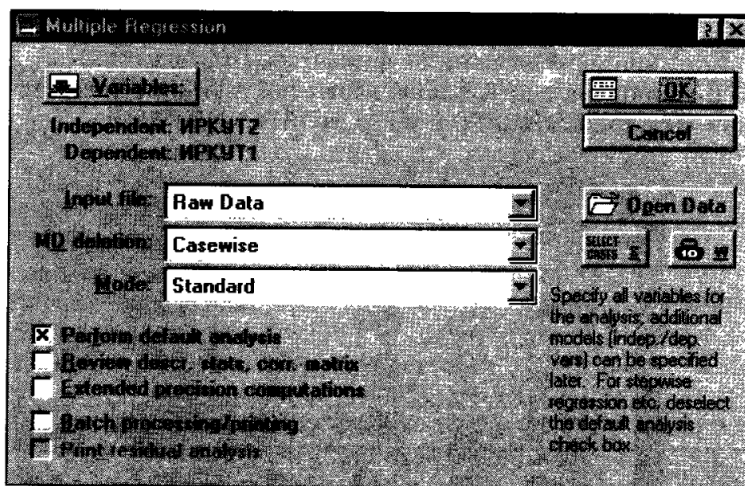 Multiple Regression
Variables:
Independent: ИРКУТ2
Dependent: ИРКУТ1
OK
Cancel
Input file: Raw Data
MD deletion: Casewise
Mode: Standard
Open Data
SELECT CASES S
W
Perform default analysis
Review descr. stats, corr. matrix
Extended precision computations
Batch processing/printing
Print residual analysis
Specify all variables for
the analysis; additional
models (indep./dep.
vars) can be specified
later. For stepwise
regression etc. deselect
the default analysis
check box.